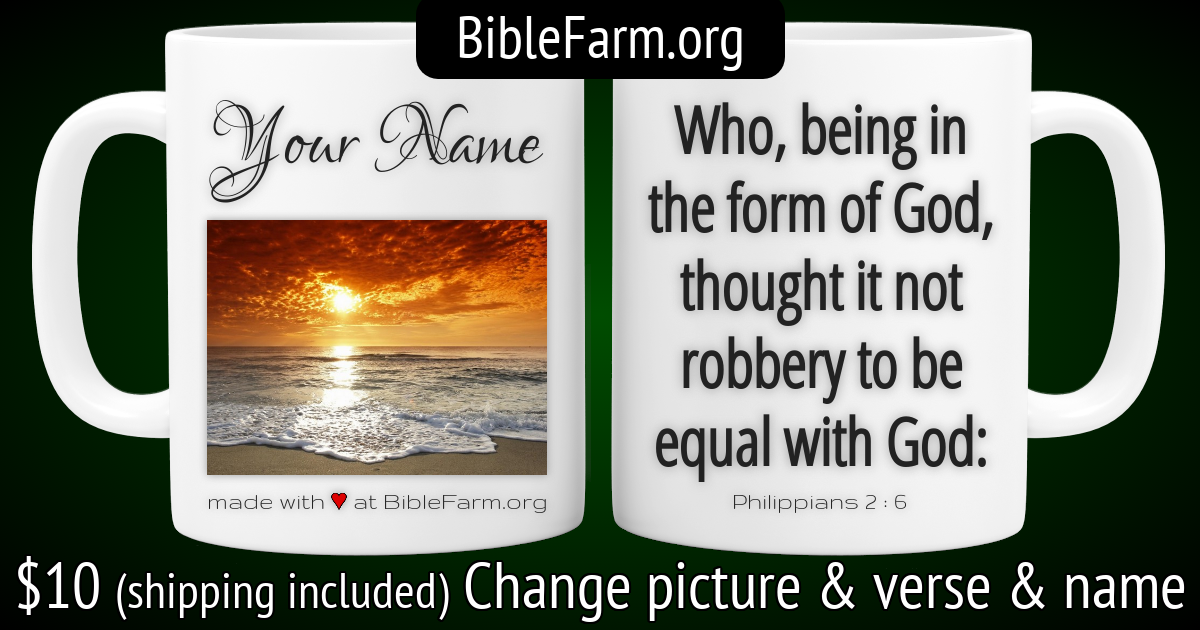 BibleFarm.org
Your Name
made with ♥ at BibleFarm.org
Who, being in
the form of God,
thought it not
robbery to be
equal with God:
Philippians 2 : 6
$10 (shipping included) Change picture & verse & name